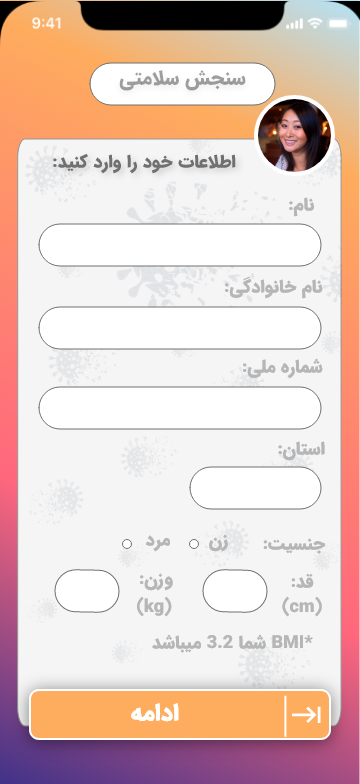 9:41
سنجش سلامتی
اطلاعات خود را وارد کنید:
نام:
نام خانوادگی:
شماره ملی:
استان:
جنسیت: زن مرد
قد: وزن:
(cm) (kg)
*BMI شما 3.2 میباشد
ادامه